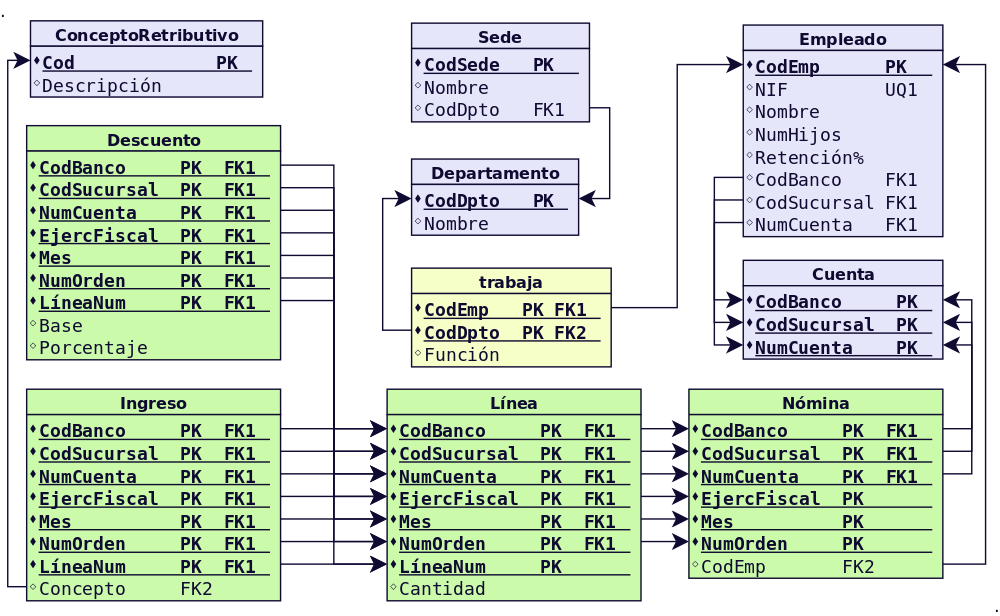 ConceptoRetributivo
Cod PK
Descripción
Descuento
CodBanco PK FK1
CodSucursal PK FK1
NumCuenta PK FK1
EjercFiscal PK FK1
Mes PK FK1
NumOrden PK FK1
LíneaNum PK FK1
Base
Porcentaje
Ingreso
CodBanco PK FK1
CodSucursal PK FK1
NumCuenta PK FK1
EjercFiscal PK FK1
Mes PK FK1
NumOrden PK FK1
LíneaNum PK FK1
Concepto FK2
Sede
CodSede PK
Nombre
CodDpto FK1
Departamento
CodDpto PK
Nombre
trabaja
CodEmp PK FK1
CodDpto PK FK2
Función
Línea
CodBanco PK FK1
CodSucursal PK FK1
NumCuenta PK FK1
EjercFiscal PK FK1
Mes PK FK1
NumOrden PK FK1
LíneaNum PK
Cantidad
Empleado
CodEmp PK
NIF UQ1
Nombre
NumHijos
Retención%
CodBanco FK1
CodSucursal FK1
NumCuenta FK1
Cuenta
CodBanco PK
CodSucursal PK
NumCuenta PK
Nómina
CodBanco PK FK1
CodSucursal PK FK1
NumCuenta PK FK1
EjercFiscal PK
Mes PK
NumOrden PK
CodEmp FK2